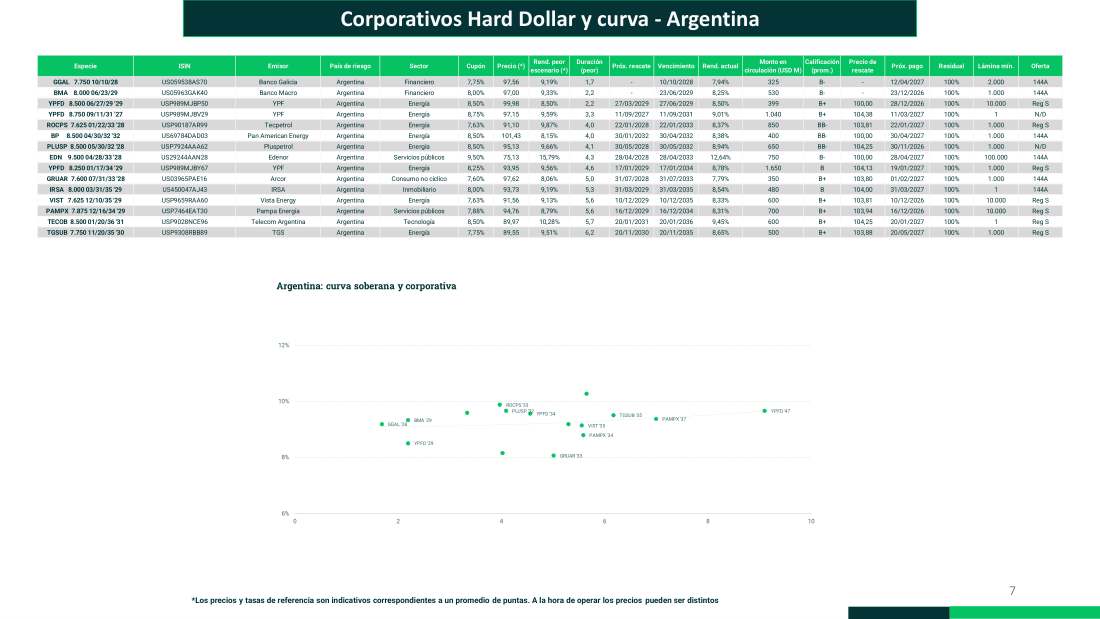 Corporativos Hard Dollar y curva - Argentina
Especie ISIN Emisor País de riesgo Sector Cupón Precio (*) Rend. peor escenario (*) Duración (peor) Próx. rescate Vencimiento Rend. actual Monto en circulación (USD M) Calificación (prom.) Precio de rescate Próx. pago Residual Lámina mín. Oferta
GGAL 7.750 10/10/28 US059538AS70 Banco Galicia Argentina Financiero 7,75% 97,56 9,19% 1,7 - 10/10/2028 7,94% 325 B- - 12/04/2027 100% 2.000 144A
BMA 8.000 06/23/29 US05963GAK40 Banco Macro Argentina Financiero 8,00% 97,00 9,33% 2,2 - 23/06/2029 8,25% 530 B- - 23/12/2026 100% 1.000 144A
YPFD 8.500 06/27/29 '29 USP989MJBP50 YPF Argentina Energía 8,50% 99,98 8,50% 2,2 27/03/2029 27/06/2029 8,50% 399 B+ 100,00 28/12/2026 100% 10.000 Reg S
YPFD 8.750 09/11/31 '27 USP989MJBV29 YPF Argentina Energía 8,75% 97,15 9,59% 3,3 11/09/2027 11/09/2031 9,01% 1.040 B+ 104,38 11/03/2027 100% 1.000 N/D
ROCPS 7.625 01/22/33 '28 USP90187AR99 Tecpetrol Argentina Energía 7,63% 91,10 9,87% 4,0 22/01/2028 22/01/2033 8,37% 850 BB- 103,81 22/01/2027 100% 1.000 Reg S
BP 8.500 04/30/32 '32 US69784DAD03 Pan American Energy Argentina Energía 8,50% 101,43 8,15% 4,0 30/01/2032 30/04/2032 8,38% 400 BB- 100,00 30/04/2027 100% 1.000 144A
PLUSP 8.500 05/30/32 '28 USP7924AAA62 Pluspetrol Argentina Energía 8,50% 95,13 9,66% 4,1 30/05/2028 30/05/2032 8,94% 650 BB- 104,25 30/11/2026 100% 1.000 N/D
EDN 9.500 04/28/33 '28 US29244AAN28 Edenor Argentina Servicios públicos 9,50% 75,13 15,79% 4,3 28/04/2028 28/04/2033 12,64% 750 B- 100,00 28/04/2027 100% 100.000 144A
YPFD 8.250 01/17/34 '29 USP989MJBY67 YPF Argentina Energía 8,25% 93,95 9,56% 4,6 17/01/2029 17/01/2034 8,78% 1.650 B 104,13 19/01/2027 100% 1.000 Reg S
GRUAR 7.600 07/31/33 '28 US03965PAE16 Arcor Argentina Consumo no cíclico 7,60% 97,62 8,06% 5,0 31/07/2028 31/07/2033 7,79% 350 B+ 103,80 01/02/2027 100% 1.000 144A
IRSA 8.000 03/31/35 '29 US450047AJ43 IRSA Argentina Inmobiliario 8,00% 93,73 9,19% 5,3 31/03/2029 31/03/2035 8,54% 480 B 104,00 31/03/2027 100% 1 144A
VIST 7.625 12/10/35 '29 USP9659RAA60 Vista Energy Argentina Energía 7,63% 91,56 9,13% 5,6 10/12/2029 10/12/2035 8,33% 600 B+ 103,81 10/12/2026 100% 10.000 Reg S
PAMPX 7.875 12/16/34 '29 USP7464EAT30 Pampa Energía Argentina Servicios públicos 7,88% 94,76 8,79% 5,6 16/12/2029 16/12/2034 8,31% 700 B+ 103,94 16/12/2026 100% 10.000 Reg S
TECOB 8.500 01/20/36 '31 USP9028NCE96 Telecom Argentina Argentina Tecnología 8,50% 89,97 10,28% 5,7 20/01/2031 20/01/2036 9,45% 600 B+ 104,25 20/01/2027 100% 1 Reg S
TGSUB 7.750 11/20/35 '30 USP9308RBB89 TGS Argentina Energía 7,75% 89,55 9,51% 6,2 20/11/2030 20/11/2035 8,65% 500 B+ 103,88 20/05/2027 100% 1.000 Reg S
Argentina: curva soberana y corporativa
12%
10%
8%
6%
ROCPS '33
PLUSP '32
YPFD '34
BMA '29
GGAL '28
TGSUB '35
PAMPX '37
YPFD '47
VIST '35
PAMPX '34
YPFD '29
GRUAR '33
0 2 4 6 8 10
*Los precios y tasas de referencia son indicativos correspondientes a un promedio de puntas. A la hora de operar los precios pueden ser distintos
7